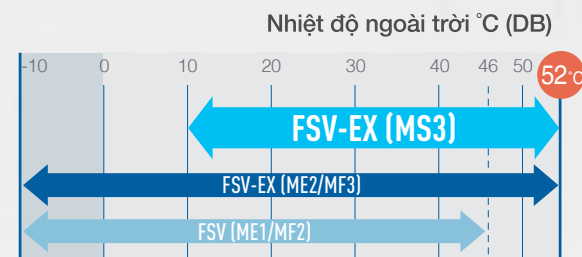 Nhiệt độ ngoài trời °C (DB)
-10 0 10 20 30 40 46 50 52°C
FSV-EX (MS3)
FSV-EX (ME2/MF3)
FSV (ME1/MF2)